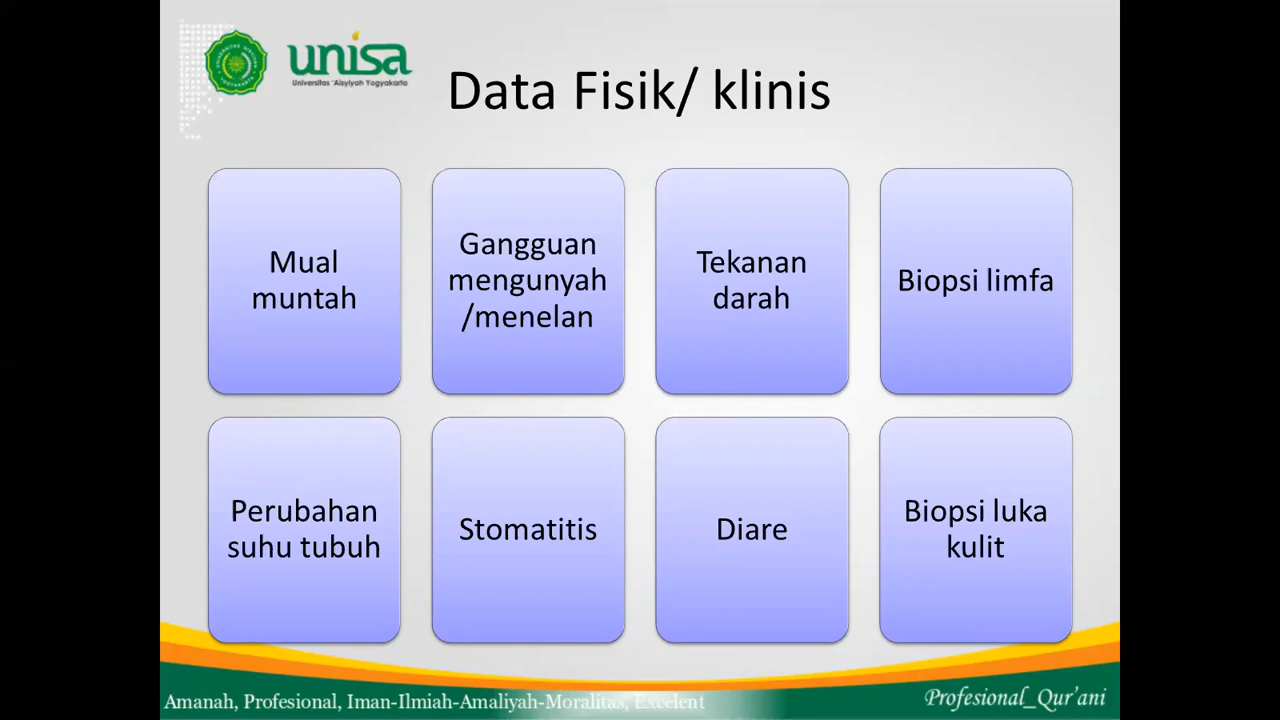 unisa
Universitas 'Aisyiyah Yogyakarta
Data Fisik/ klinis
Mual
muntah
Gangguan
mengunyah
/menelan
Tekanan
darah
Biopsi limfa
Perubahan
suhu tubuh
Stomatitis
Diare
Biopsi luka
kulit
Amanah, Profesional, Iman-Ilmiah-Amaliyah-Moralitas, Excelent
Profesional_Qur'ani